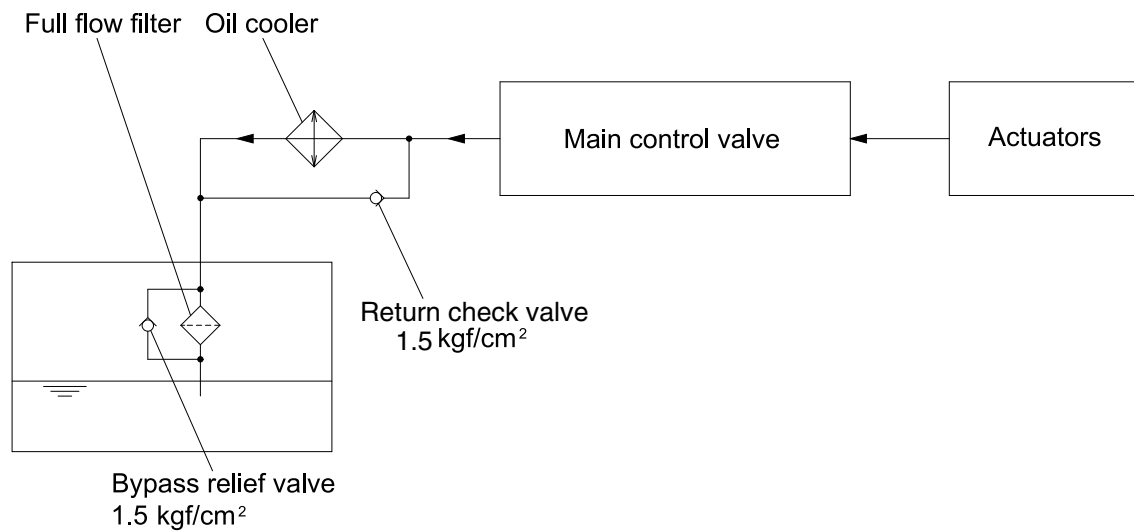 Full flow filter
Oil cooler
Main control valve
Actuators
Return check valve
1.5 kgf/cm²
Bypass relief valve
1.5 kgf/cm²